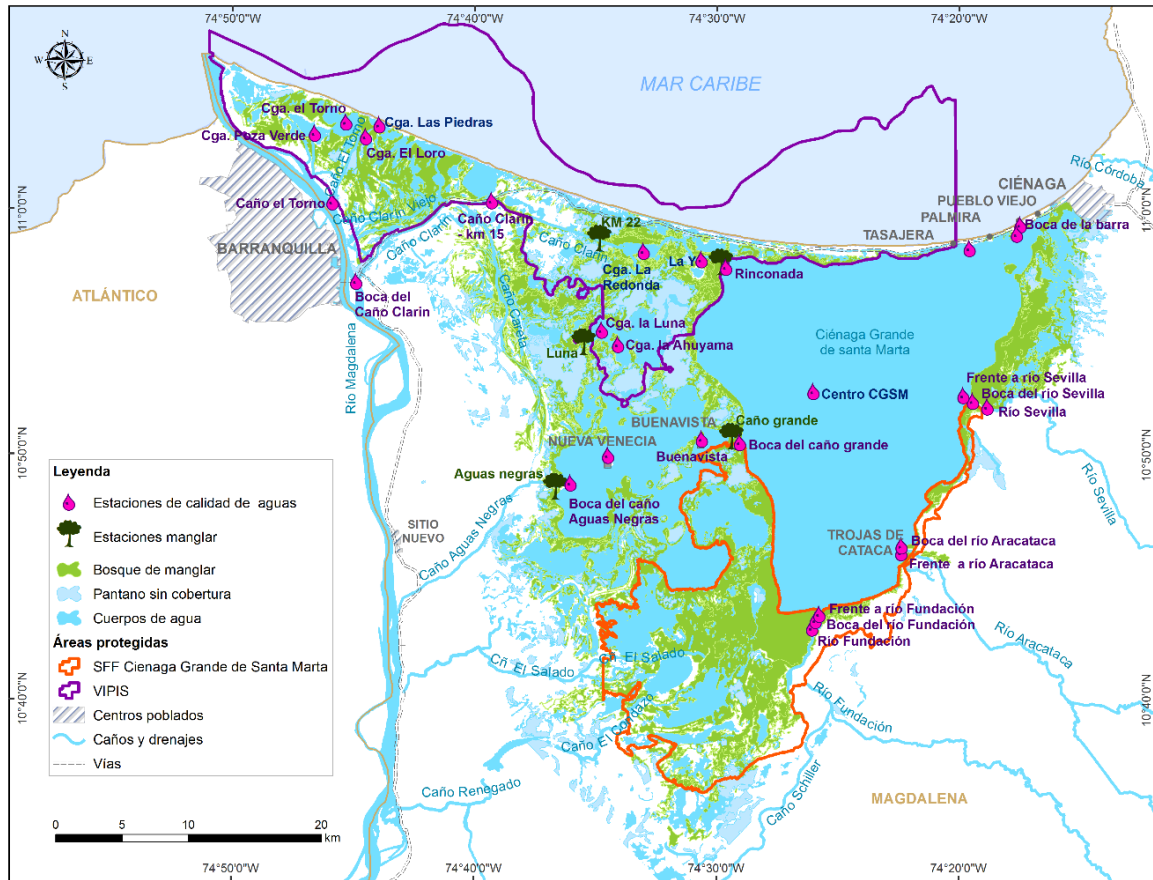 74°50'0"W
74°40'0"W
74°30'0"W
74°20'0"W
N
W
E
S
MAR CARIBE
Cga. el Torno
Cga. Las Piedras
Cga. Poza Verde
Cga. El Loro
Caño El Torno
Río Córdoba
11°0'0"N
11°0'0"N
Caño el Torno
Caño Clarín Viejo
Caño Clarín
Caño Clarin
- km 15
KM 22
Caño Clarín
CIÉNAGA
PUEBLO VIEJO
PALMIRA
TASAJERA
Boca de la barra
BARRANQUILLA
Cga. La
Redonda
La Y
Rinconada
ATLÁNTICO
Boca del
Caño Clarin
Caño Careta
Río Magdalena
Cga. la Luna
Luna
Cga. la Ahuyama
Ciénaga Grande
de santa Marta
Centro CGSM
Frente a río Sevilla
Boca del río Sevilla
Río Sevilla
Río Sevilla
BUENAVISTA
Caño grande
NUEVA VENECIA
Buenavista
Boca del caño grande
10°50'0"N
10°50'0"N
Aguas negras
Boca del caño
Aguas Negras
SITIO
NUEVO
Caño Aguas Negras
TROJAS DE
CATACA
Boca del río Aracataca
Frente a río Aracataca
Río Aracataca
Frente a río Fundación
Boca del río Fundación
Río Fundación
Cñ El Salado
Cñ El Salado
Río Fundación
10°40'0"N
10°40'0"N
Caño El Condazo
Caño Renegado
Caño Schiller
MAGDALENA
Leyenda
Estaciones de calidad de aguas
Estaciones manglar
Bosque de manglar
Pantano sin cobertura
Cuerpos de agua
Áreas protegidas
SFF Cienaga Grande de Santa Marta
VIPIS
Centros poblados
Caños y drenajes
Vías
0 5 10 20
km
74°50'0"W
74°40'0"W
74°30'0"W
74°20'0"W